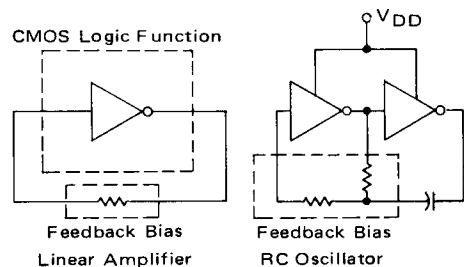 CMOS Logic Function
Feedback Bias
Linear Amplifier
VDD
Feedback Bias
RC Oscillator